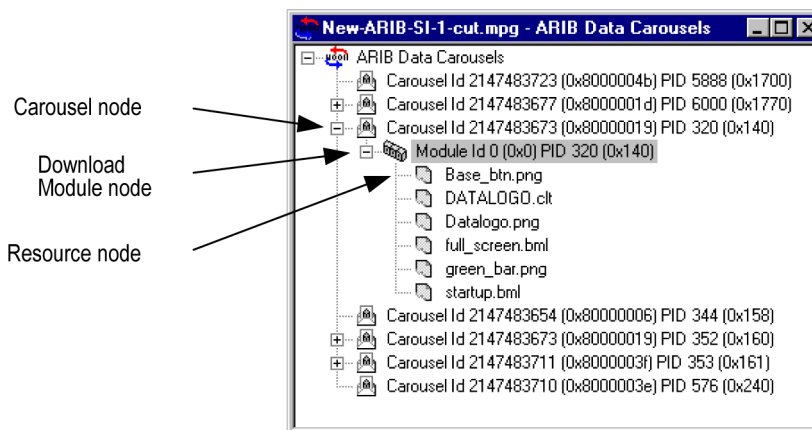 New-ARIB-SI-1-cut.mpg - ARIB Data Carousels
ARIB Data Carousels
Carousel Id 2147483723 (0x8000004b) PID 5888 (0x1700)
Carousel Id 2147483677 (0x8000001d) PID 6000 (0x1770)
Carousel node
Carousel Id 2147483673 (0x80000019) PID 320 (0x140)
Download
Module node
Module Id 0 (0x0) PID 320 (0x140)
Resource node
Base_btn.png
DATALOGO.clt
Datalogo.png
full_screen.bml
green_bar.png
startup.bml
Carousel Id 2147483654 (0x80000006) PID 344 (0x158)
Carousel Id 2147483673 (0x80000019) PID 352 (0x160)
Carousel Id 2147483711 (0x8000003f) PID 353 (0x161)
Carousel Id 2147483710 (0x8000003e) PID 576 (0x240)